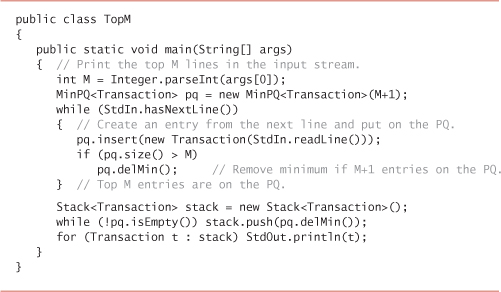 public class TopM
{
   public static void main(String[] args)
   {  // Print the top M lines in the input stream.
      int M = Integer.parseInt(args[0]);
      MinPQ<Transaction> pq = new MinPQ<Transaction>(M+1);
      while (StdIn.hasNextLine())
      {  // Create an entry from the next line and put on the PQ.
         pq.insert(new Transaction(StdIn.readLine()));
         if (pq.size() > M)
            pq.delMin();     // Remove minimum if M+1 entries on the PQ.
      }  // Top M entries are on the PQ.
      Stack<Transaction> stack = new Stack<Transaction>();
      while (!pq.isEmpty()) stack.push(pq.delMin());
      for (Transaction t : stack) StdOut.println(t);
   }
}